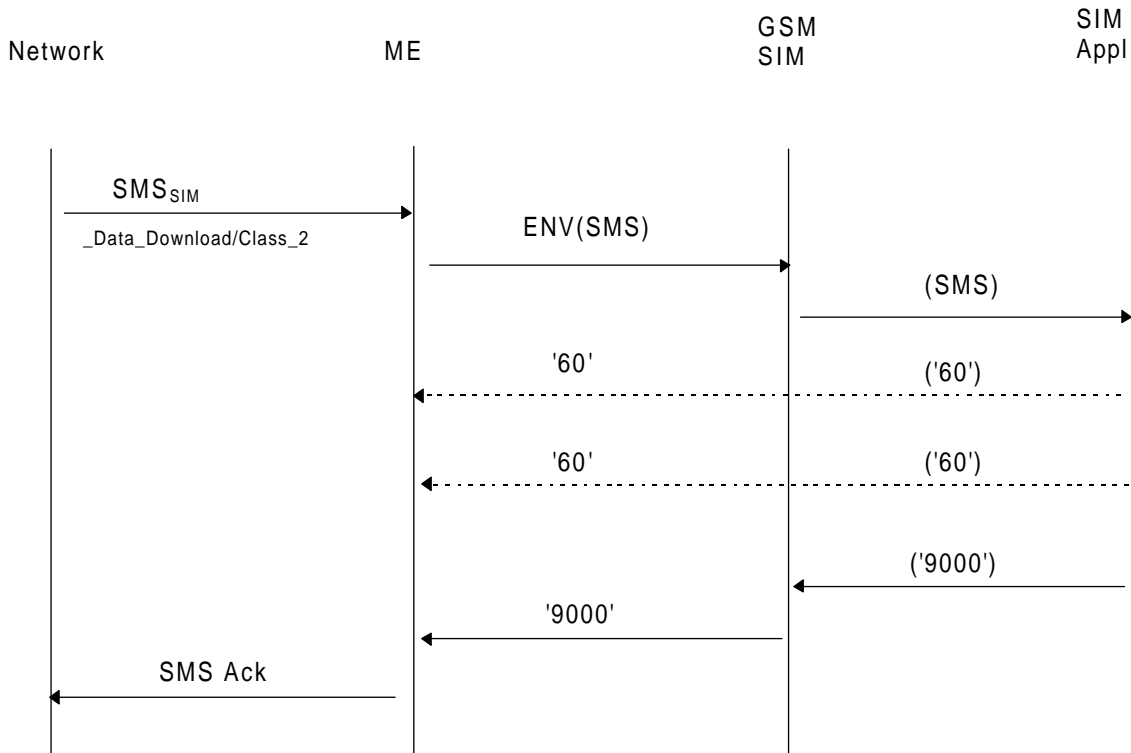 Network
ME
GSM
SIM
SIM
Appl
SMS_SIM
_Data_Download/Class_2
ENV(SMS)
(SMS)
'60'
('60')
'60'
('60')
('9000')
'9000'
SMS Ack